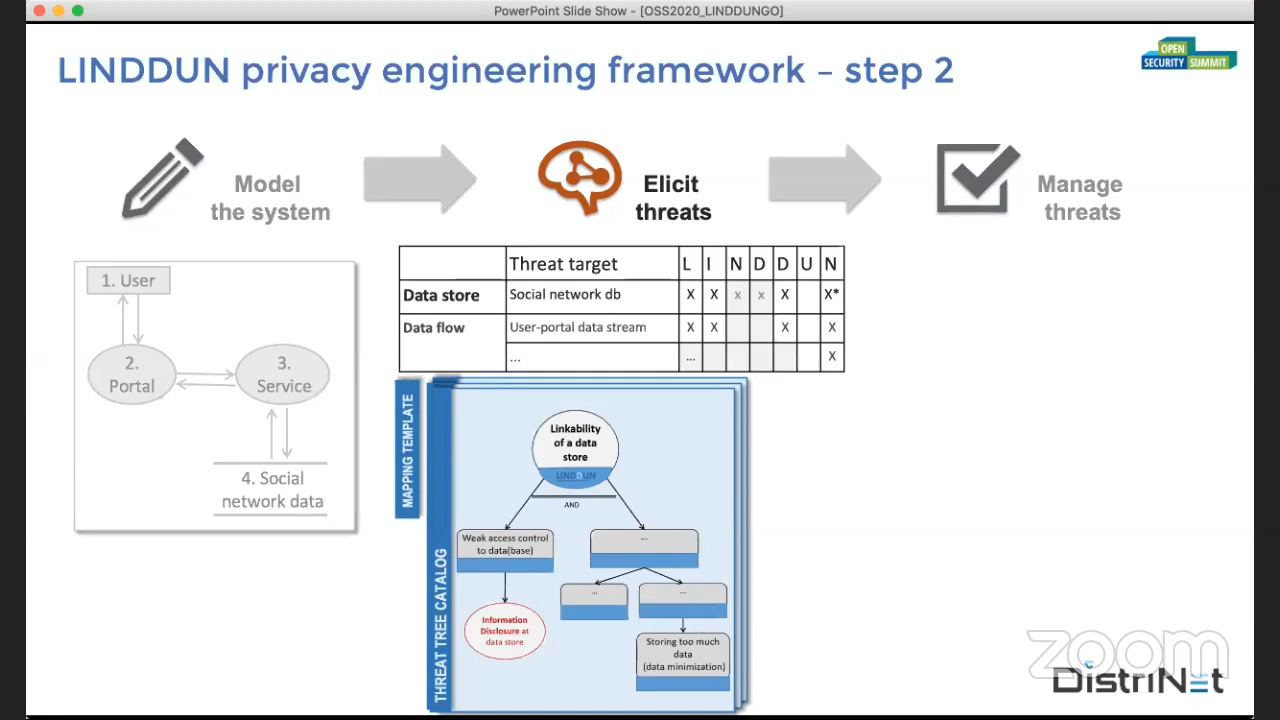 PowerPoint Slide Show - [OSS2020_LINDDUNGO]
LINDDUN privacy engineering framework – step 2
OPEN
SECURITY SUMMIT
Model
the system
Elicit
threats
Manage
threats
1. User
2.
Portal
3.
Service
4. Social
network data
Threat target L I N D D U N
Data store Social network db X X x x X X*
Data flow User-portal data stream X X X X
... ... X
MAPPING TEMPLATE
THREAT TREE CATALOG
Linkability
of a data
store
LINDDUN
AND
Weak access control
to data(base)
...
...
...
Information
Disclosure at
data store
Storing too much
data
(data minimization)
zoom
DistriNet